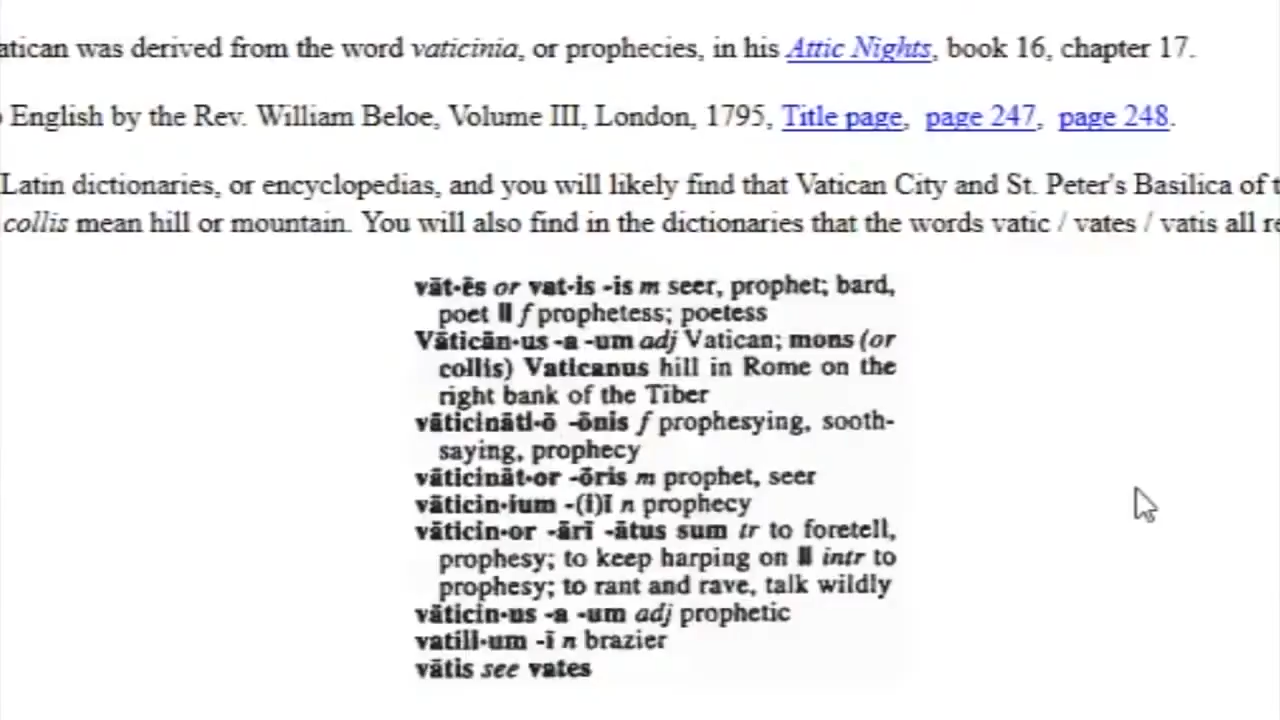 atican was derived from the word vaticinia, or prophecies, in his Attic Nights, book 16, chapter 17.
English by the Rev. William Beloe, Volume III, London, 1795, Title page, page 247, page 248.
Latin dictionaries, or encyclopedias, and you will likely find that Vatican City and St. Peter's Basilica of t
collis mean hill or mountain. You will also find in the dictionaries that the words vatic / vates / vatis all re
vāt·ēs or vat·is -is m seer, prophet; bard,
poet ‖ f prophetess; poetess
Vāticān·us -a -um adj Vatican; mons (or
collis) Vaticanus hill in Rome on the
right bank of the Tiber
vāticināti·ō -ōnis f prophesying, sooth-
saying, prophecy
vāticināt·or -ōris m prophet, seer
vāticin·ium -(i)ī n prophecy
vāticin·or -ārī -ātus sum tr to foretell,
prophesy; to keep harping on ‖ intr to
prophesy; to rant and rave, talk wildly
vāticin·us -a -um adj prophetic
vatill·um -ī n brazier
vātis see vates